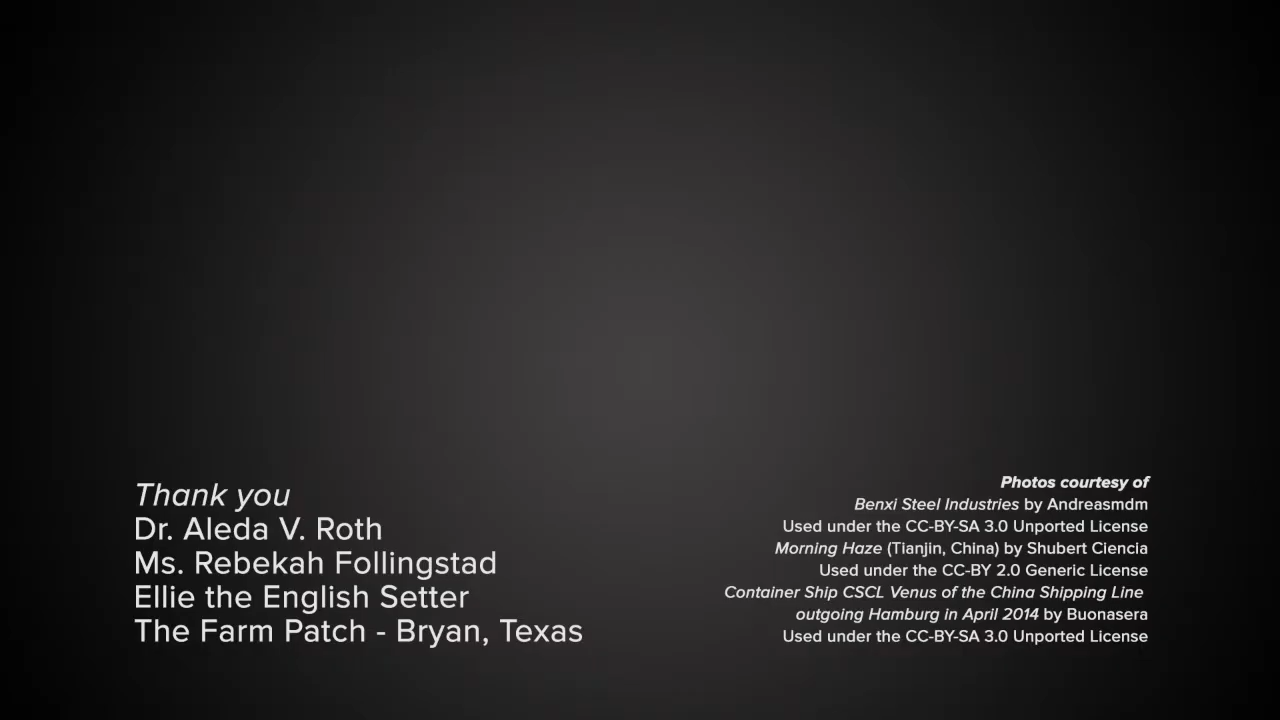 Thank you
Dr. Aleda V. Roth
Ms. Rebekah Follingstad
Ellie the English Setter
The Farm Patch - Bryan, Texas
Photos courtesy of
Benxi Steel Industries by Andreasmdm
Used under the CC-BY-SA 3.0 Unported License
Morning Haze (Tianjin, China) by Shubert Ciencia
Used under the CC-BY 2.0 Generic License
Container Ship CSCL Venus of the China Shipping Line
outgoing Hamburg in April 2014 by Buonasera
Used under the CC-BY-SA 3.0 Unported License